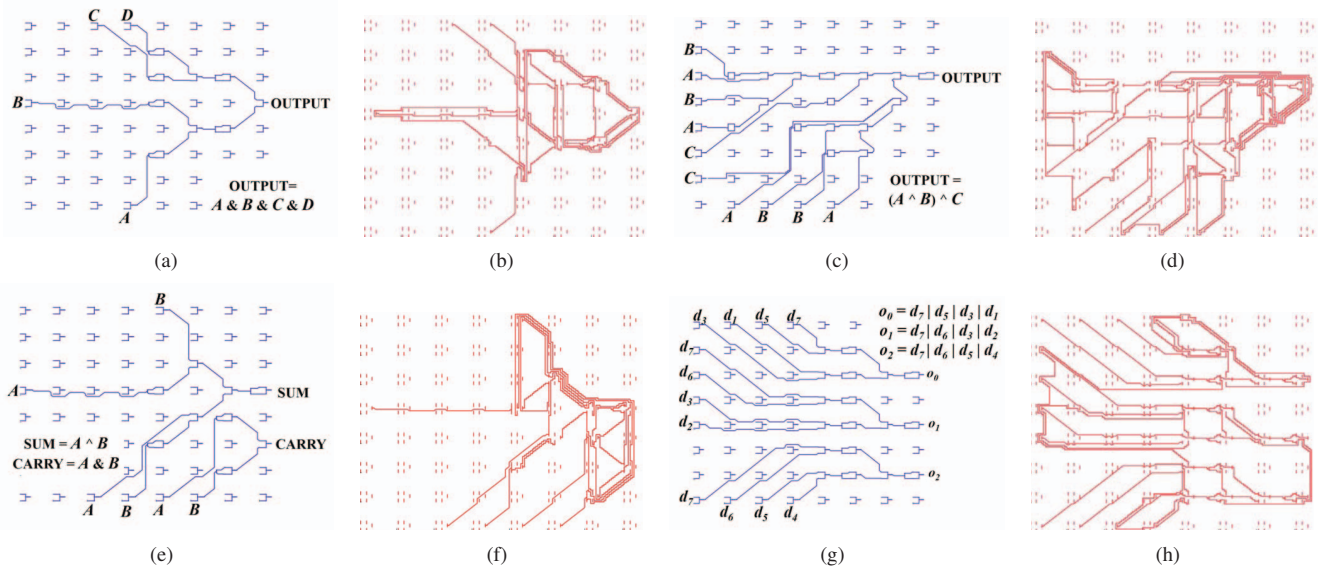 C D
B
OUTPUT
OUTPUT=
A & B & C & D
A
(a)
(b)
B
A
OUTPUT
B
A
C
C
OUTPUT =
(A ^ B) ^ C
A B B A
(c)
(d)
B
A
SUM
SUM = A ^ B
CARRY
CARRY = A & B
A B A B
(e)
(f)
d3 d1 d5 d7
o0 = d7 | d5 | d3 | d1
o1 = d7 | d6 | d3 | d2
o2 = d7 | d6 | d5 | d4
d7
d6
o0
d3
d2
o1
o2
d7
d6 d5 d4
(g)
(h)